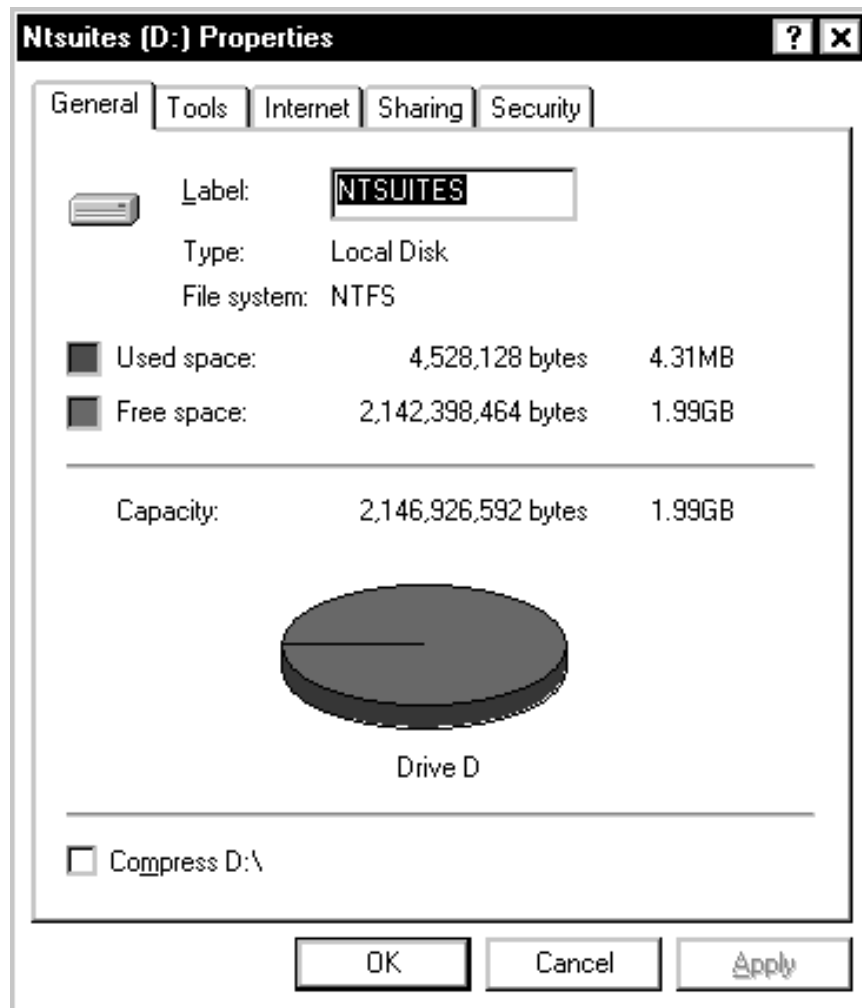 Ntsuites (D:) Properties ? X
General Tools Internet Sharing Security
Label: NTSUITES
Type: Local Disk
File system: NTFS
Used space: 4,528,128 bytes 4.31MB
Free space: 2,142,398,464 bytes 1.99GB
Capacity: 2,146,926,592 bytes 1.99GB
Drive D
Compress D:\
OK Cancel Apply